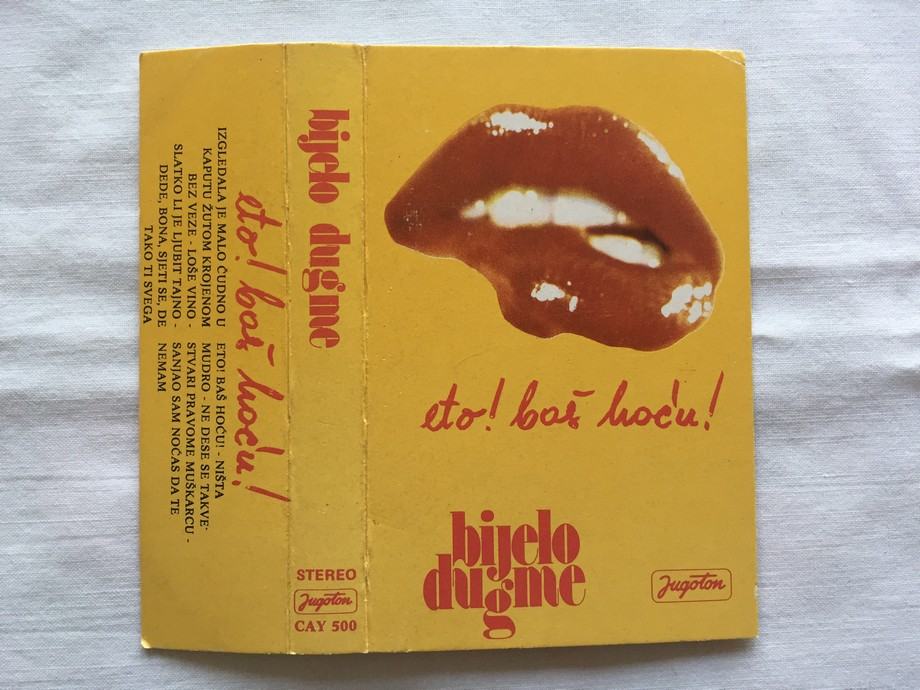 IZGLEDALA JE MALO ČUDNO U
KAPUTU ŽUTOM KROJENOM
BEZ VEZE - LOŠE VINO -
SLATKO LI JE LJUBIT TAJNO -
DEDE, BONA, SJETI SE, DE
TAKO TI SVEGA
ETO! BAŠ HOĆU! - NIŠTA
MUDRO - NE DESE SE TAKVE
STVARI PRAVOME MUŠKARCU -
SANJAO SAM NOĆAS DA TE
NEMAM
eto! baš hoću!
bijelo dugme
STEREO
Jugoton
CAY 500
eto! baš hoću!
bijelo
dugme
Jugoton